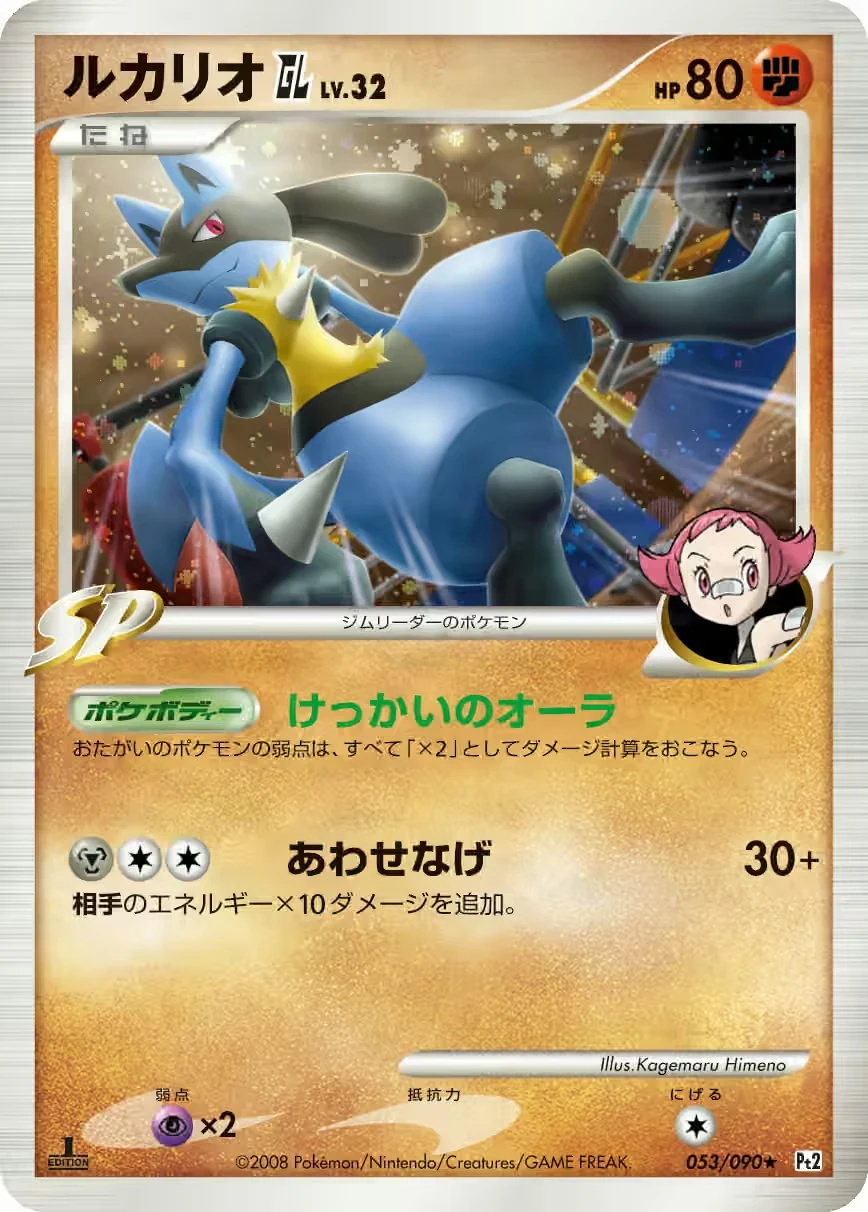 ルカリオ GL LV.32 HP 80
たね
SP
ジムリーダーのポケモン
ポケボディー けっかいのオーラ
おたがいのポケモンの弱点は、すべて「×2」としてダメージ計算をおこなう。
あわせなげ 30+
相手のエネルギー×10ダメージを追加。
Illus.Kagemaru Himeno
弱点 抵抗力 にげる
×2
1 EDITION
©2008 Pokémon/Nintendo/Creatures/GAME FREAK.
053/090★ Pt2